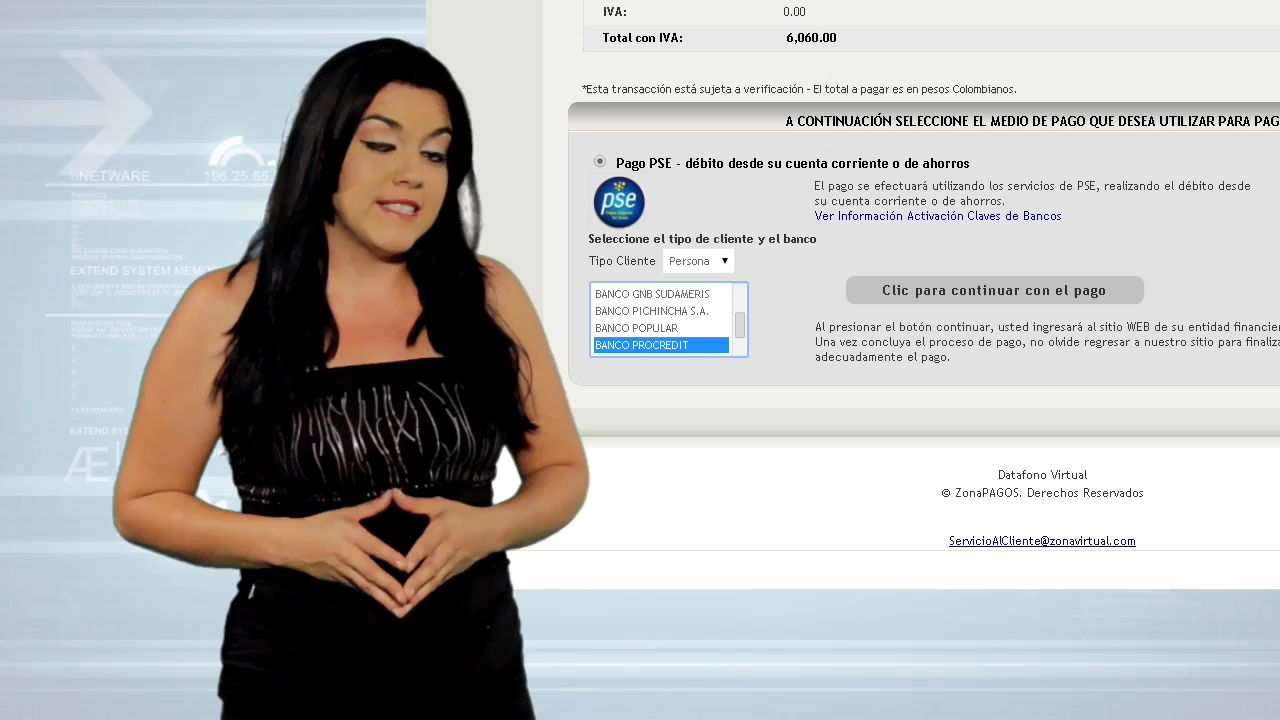 IVA: 0.00
Total con IVA: 6,060.00
*Esta transacción está sujeta a verificación - El total a pagar es en pesos Colombianos.
A CONTINUACIÓN SELECCIONE EL MEDIO DE PAGO QUE DESEA UTILIZAR PARA PAG
Pago PSE - débito desde su cuenta corriente o de ahorros
pse
El pago se efectuará utilizando los servicios de PSE, realizando el débito desde
su cuenta corriente o de ahorros.
Ver Información Activación Claves de Bancos
Seleccione el tipo de cliente y el banco
Tipo Cliente Persona
BANCO GNB SUDAMERIS
BANCO PICHINCHA S.A.
BANCO POPULAR
BANCO PROCREDIT
Clic para continuar con el pago
Al presionar el botón continuar, usted ingresará al sitio WEB de su entidad financie
Una vez concluya el proceso de pago, no olvide regresar a nuestro sitio para finaliz
adecuadamente el pago.
Datafono Virtual
© ZonaPAGOS. Derechos Reservados
ServicioAlCliente@zonavirtual.com
\\NETWARE
196.25 65
EXTEND SYSTEM MEMO
EXTEND SYS
Æ